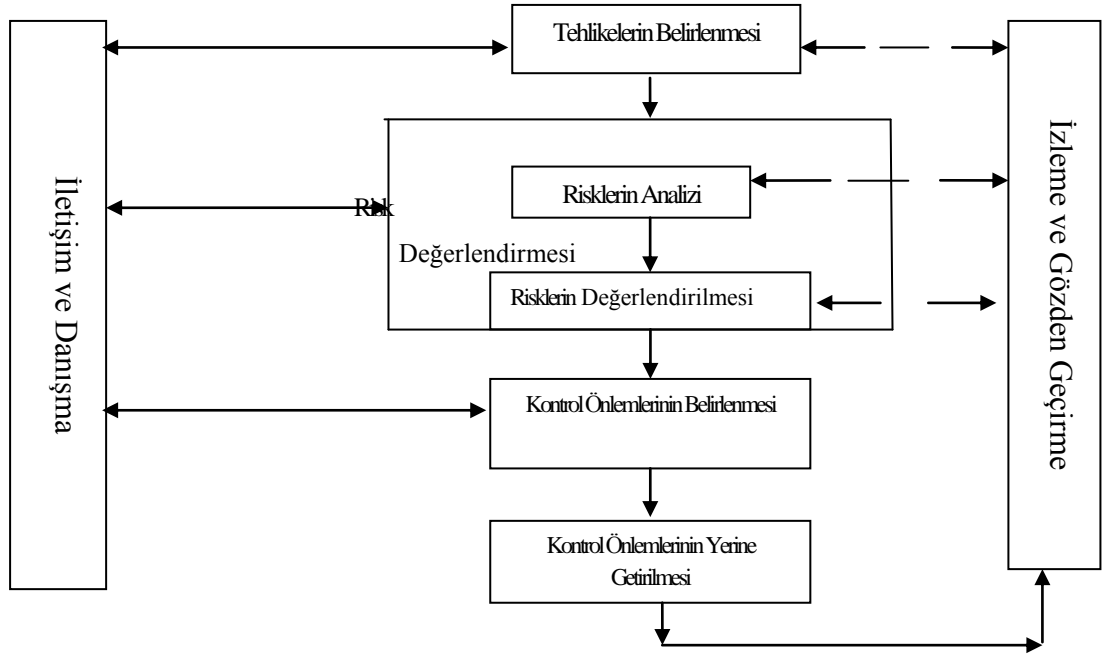 Tehlikelerin Belirlenmesi
İletişim ve Danışma
İzleme ve Gözden Geçirme
Risk
Değerlendirmesi
Risklerin Analizi
Risklerin Değerlendirilmesi
Kontrol Önlemlerinin Belirlenmesi
Kontrol Önlemlerinin Yerine
Getirilmesi